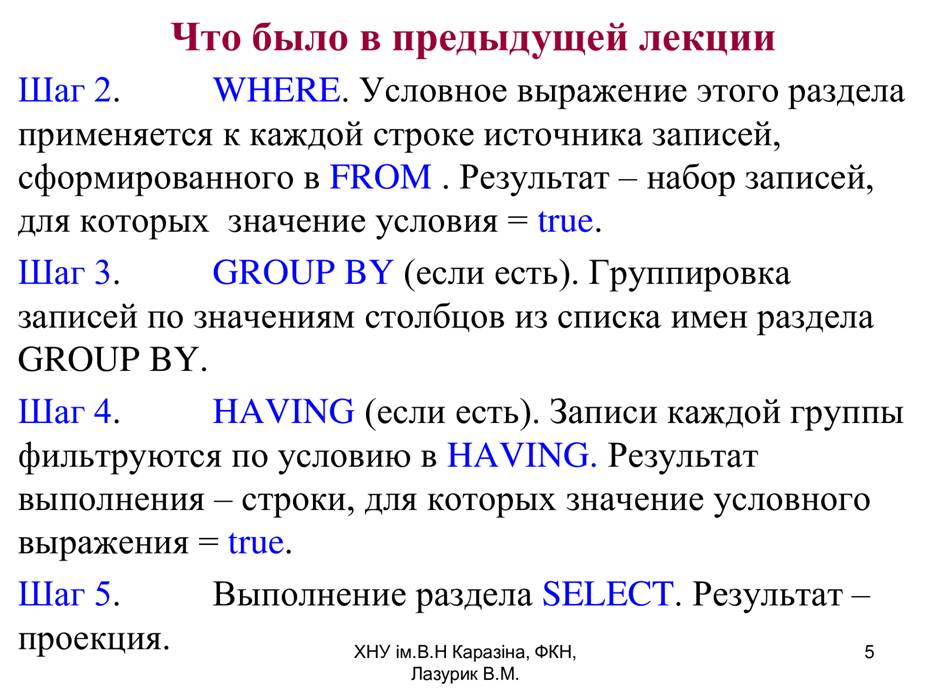 Что было в предыдущей лекции
Шаг 2. WHERE. Условное выражение этого раздела
применяется к каждой строке источника записей,
сформированного в FROM . Результат – набор записей,
для которых значение условия = true.
Шаг 3. GROUP BY (если есть). Группировка
записей по значениям столбцов из списка имен раздела
GROUP BY.
Шаг 4. HAVING (если есть). Записи каждой группы
фильтруются по условию в HAVING. Результат
выполнения – строки, для которых значение условного
выражения = true.
Шаг 5. Выполнение раздела SELECT. Результат –
проекция.
ХНУ ім.В.Н Каразіна, ФКН,
Лазурик В.М.
5